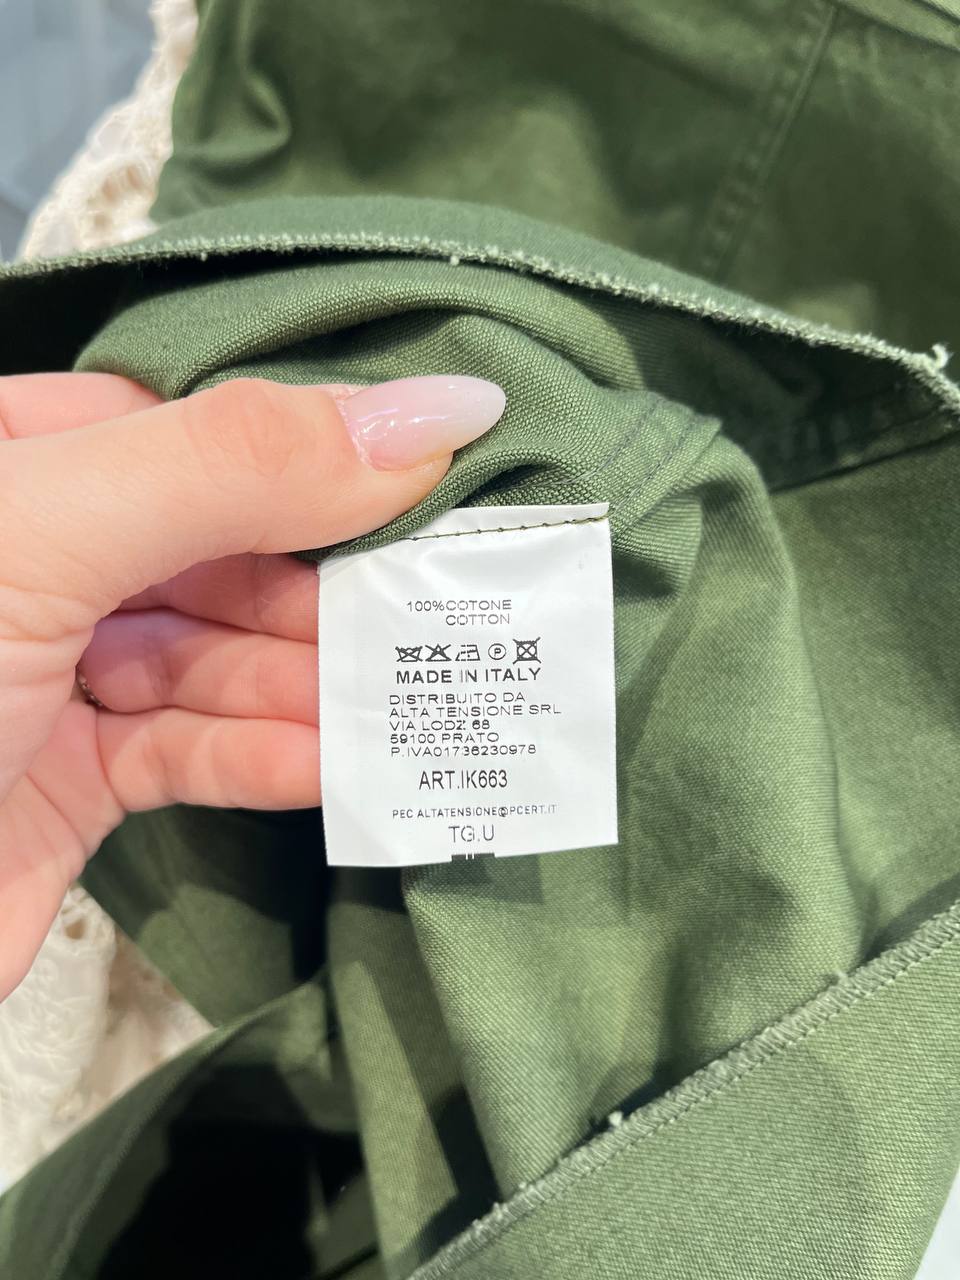 100%COTONE
COTTON
P
MADE IN ITALY
DISTRIBUITO DA
ALTA TENSIONE SRL
VIA LODZ 68
59100 PRATO
P.IVA01736230978
ART.IK663
PEC ALTATENSIONE@PCERT.IT
TG.U